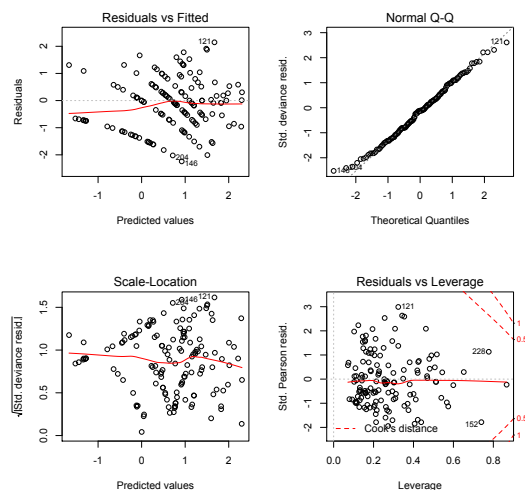 Residuals vs Fitted
Residuals
-2 -1 0 1 2
-1 0 1 2
Predicted values
121
204
146
Normal Q-Q
Std. deviance resid.
-2 -1 0 1 2 3
-2 -1 0 1 2
Theoretical Quantiles
121
Scale-Location
√|Std. deviance resid.|
0.0 0.5 1.0 1.5
-1 0 1 2
Predicted values
121
146
204
Residuals vs Leverage
Std. Pearson resid.
-2 -1 0 1 2 3
0.0 0.2 0.4 0.6 0.8
Leverage
121
228
152
Cook's distance
1
0.5
0.5
1